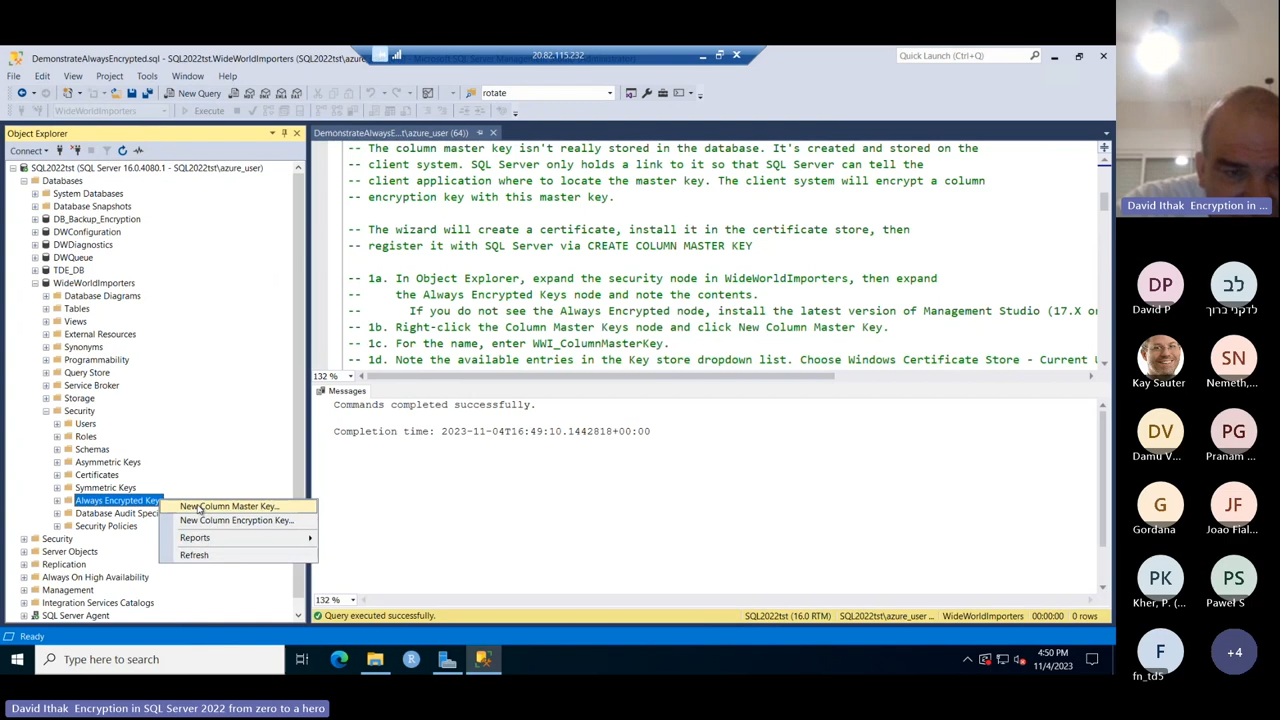 DemonstrateAlwaysEncrypted.sql - SQL2022tst.WideWorldImporters (SQL2022tst\azure_
20.82.115.232
Quick Launch (Ctrl+Q)
File Edit View Project Tools Window Help
New Query
rotate
WideWorldImporters
Execute
Object Explorer
DemonstrateAlwaysE...t\azure_user (64))
Connect
SQL2022tst (SQL Server 16.0.4080.1 - SQL2022tst\azure_user)
Databases
System Databases
Database Snapshots
DB_Backup_Encryption
DWConfiguration
DWDiagnostics
DWQueue
TDE_DB
WideWorldImporters
Database Diagrams
Tables
Views
External Resources
Synonyms
Programmability
Query Store
Service Broker
Storage
Security
Users
Roles
Schemas
Asymmetric Keys
Certificates
Symmetric Keys
Always Encrypted Key
Database Audit Speci
Security Policies
Security
Server Objects
Replication
Always On High Availability
Management
Integration Services Catalogs
SQL Server Agent
New Column Master Key...
New Column Encryption Key...
Reports
Refresh
-- The column master key isn't really stored in the database. It's created and stored on the
-- client system. SQL Server only holds a link to it so that SQL Server can tell the
-- client application where to locate the master key. The client system will encrypt a column
-- encryption key with this master key.
-- The wizard will create a certificate, install it in the certificate store, then
-- register it with SQL Server via CREATE COLUMN MASTER KEY
-- 1a. In Object Explorer, expand the security node in WideWorldImporters, then expand
-- the Always Encrypted Keys node and note the contents.
-- If you do not see the Always Encrypted node, install the latest version of Management Studio (17.X or
-- 1b. Right-click the Column Master Keys node and click New Column Master Key.
-- 1c. For the name, enter WWI_ColumnMasterKey.
-- 1d. Note the available entries in the Key store dropdown list. Choose Windows Certificate Store - Current U
132 %
Messages
Commands completed successfully.
Completion time: 2023-11-04T16:49:10.1442818+00:00
132 %
Query executed successfully.
SQL2022tst (16.0 RTM) SQL2022tst\azure_user ... WideWorldImporters 00:00:00 0 rows
Ready
Type here to search
4:50 PM
11/4/2023
David Ithak Encryption in ...
DP
David P
לב
לדקני ברוך
Kay Sauter
SN
Nemeth,...
DV
Damu V...
PG
Pranam ...
G
Gordana
JF
Joao Fial...
PK
Kher, P. (...
PS
Paweł S
F
fn_td5
+4
David Ithak Encryption in SQL Server 2022 from zero to a hero